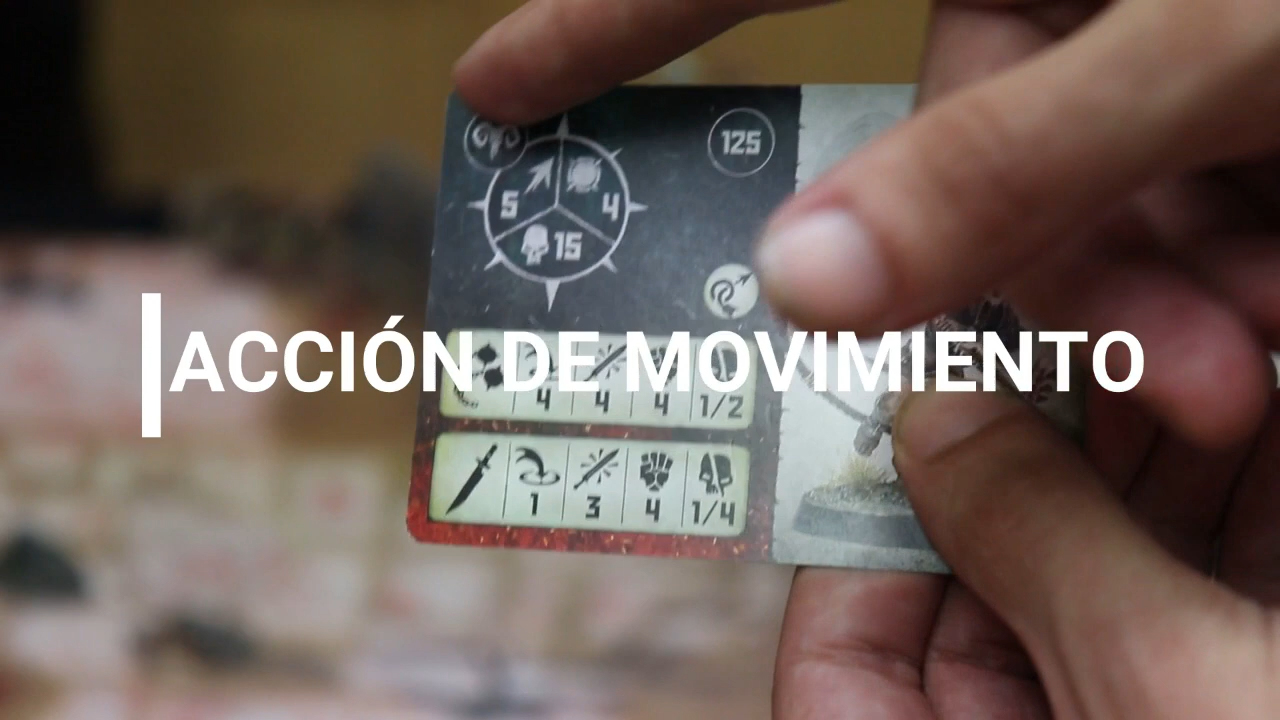 125
5 4
15
ACCIÓN DE MOVIMIENTO
4 4 4 1/2
1 3 4 1/4